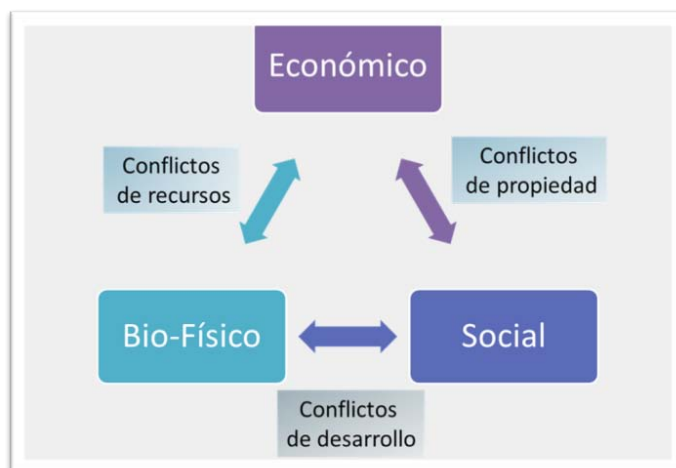 Económico
Conflictos
de recursos
Conflictos
de propiedad
Bio-Físico
Social
Conflictos
de desarrollo